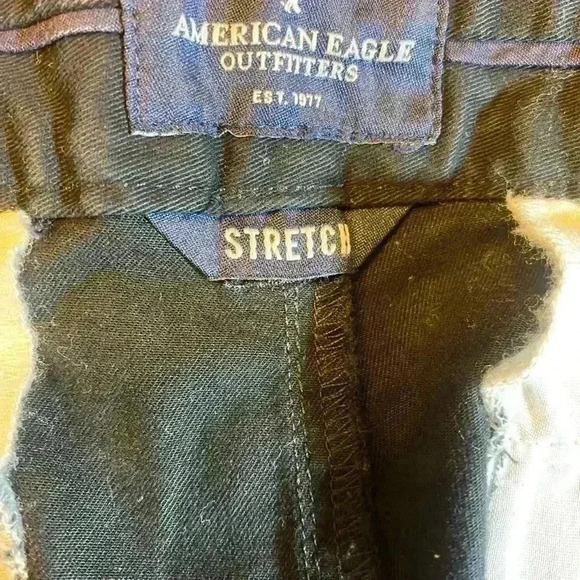 AMERICAN EAGLE
OUTFITTERS
EST. 1977
STRETCH